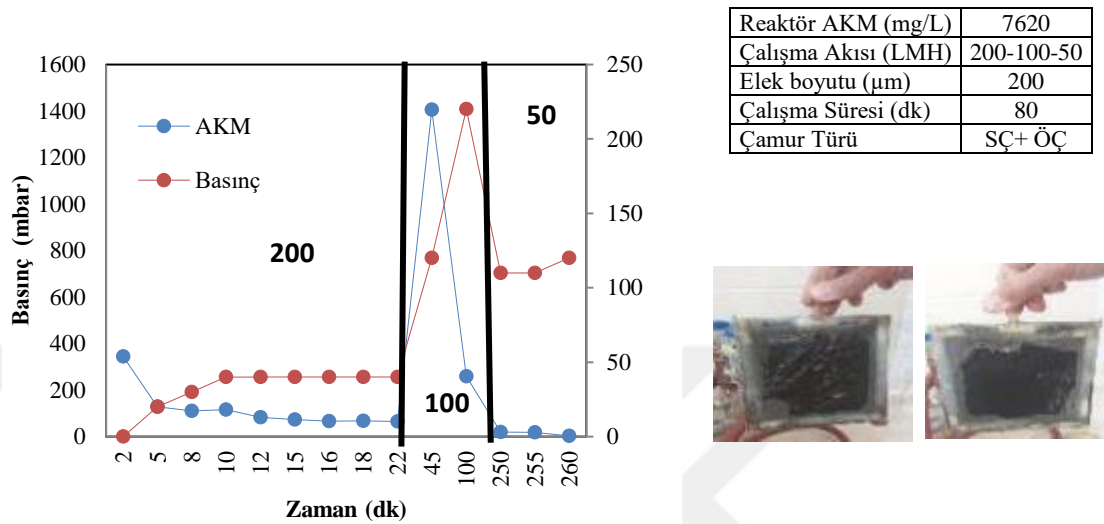 Reaktör AKM (mg/L) 7620
Çalışma Akısı (LMH) 200-100-50
Elek boyutu (µm) 200
Çalışma Süresi (dk) 80
Çamur Türü SÇ+ ÖÇ
Basınç (mbar)
1600
1400
1200
1000
800
600
400
200
0
AKM
Basınç
200
100
50
250
200
150
100
50
0
2 5 8 10 12 15 16 18 22 45 100 250 255 260
Zaman (dk)